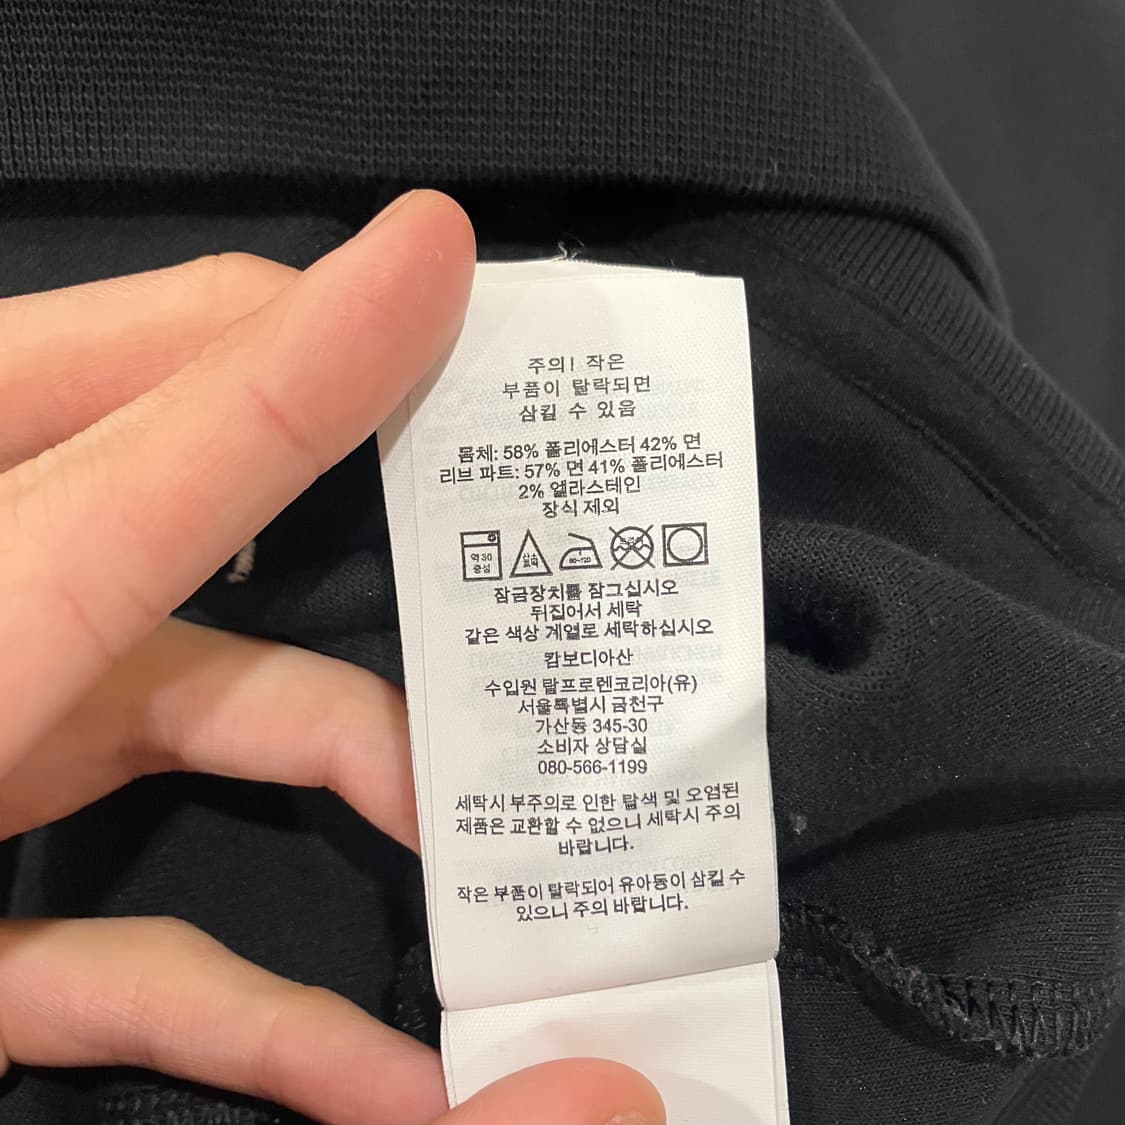 주의! 작은
부품이 탈락되면
삼킬 수 있음
몸체: 58% 폴리에스터 42% 면
리브 파트: 57% 면 41% 폴리에스터
2% 엘라스테인
장식 제외
약 30
중성
80~120
잠금장치를 잠그십시오
뒤집어서 세탁
같은 색상 계열로 세탁하십시오
캄보디아산
수입원 랄프로렌코리아(유)
서울특별시 금천구
가산동 345-30
소비자 상담실
080-566-1199
세탁시 부주의로 인한 탈색 및 오염된
제품은 교환할 수 없으니 세탁시 주의
바랍니다.
작은 부품이 탈락되어 유아동이 삼킬 수
있으니 주의 바랍니다.